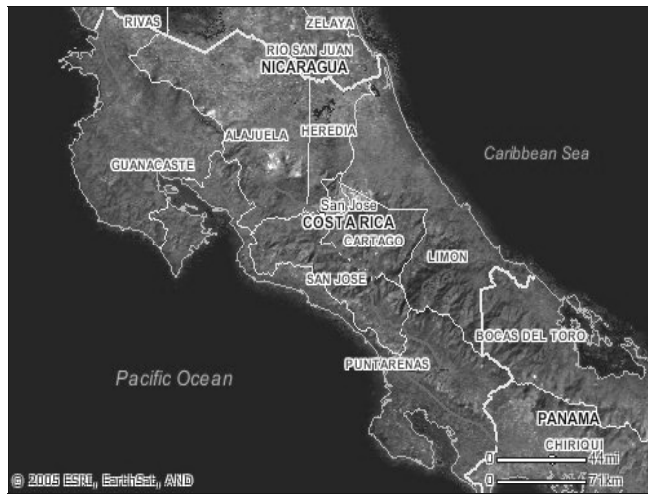 RIVAS
ZELAYA
RIO SAN JUAN
NICARAGUA
ALAJUELA
HEREDIA
Caribbean Sea
GUANACASTE
San Jose
COSTA RICA
CARTAGO
LIMON
SAN JOSÉ
BOCAS DEL TORO
PUNTARENAS
Pacific Ocean
PANAMA
CHIRIQUI
0 44mi
0 71km
© 2005 ESRI, EarthSat, AND